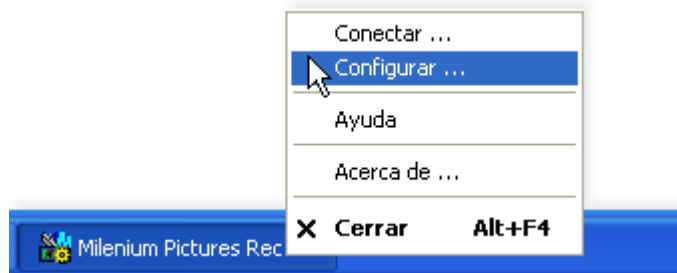 Conectar ...
Configurar ...
Ayuda
Acerca de ...
Cerrar Alt+F4
Milenium Pictures Rec